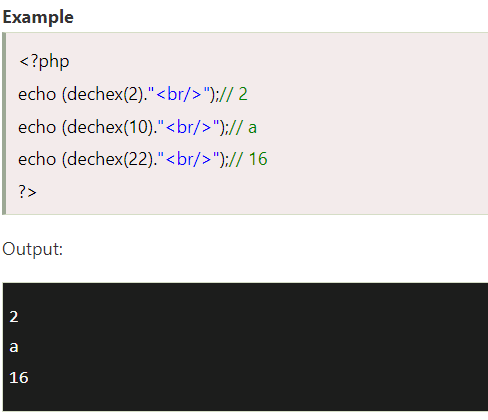 Example
<?php
echo (dechex(2)."<br/>");// 2
echo (dechex(10)."<br/>");// a
echo (dechex(22)."<br/>");// 16
?>
Output:
2
a
16